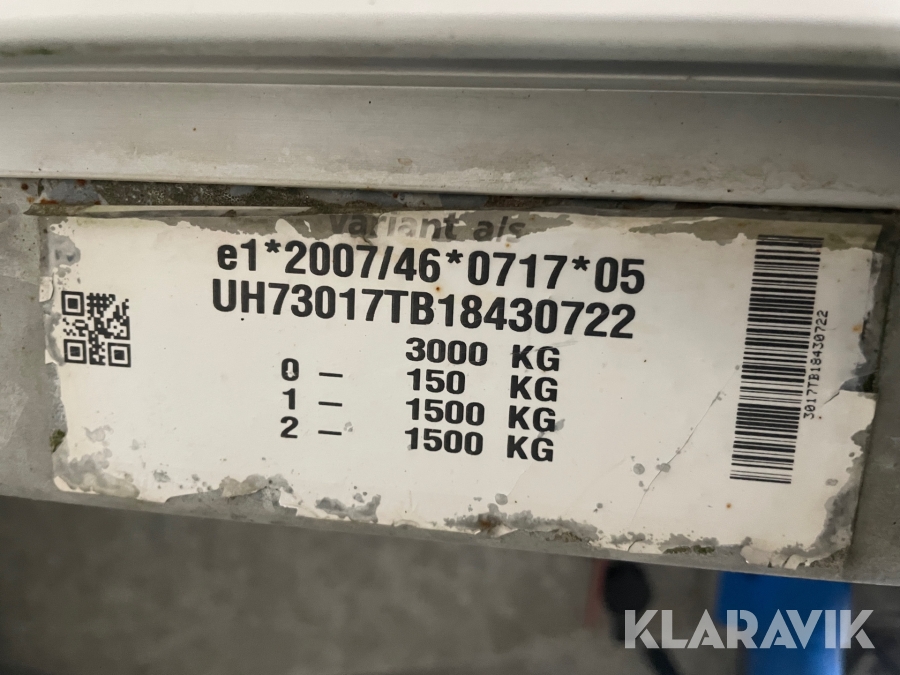 variant a/s
e1*2007/46*0717*05
UH73017TB18430722
3000 KG
0 – 150 KG
1 – 1500 KG
2 – 1500 KG
3017TB18430722
KLARAVIK